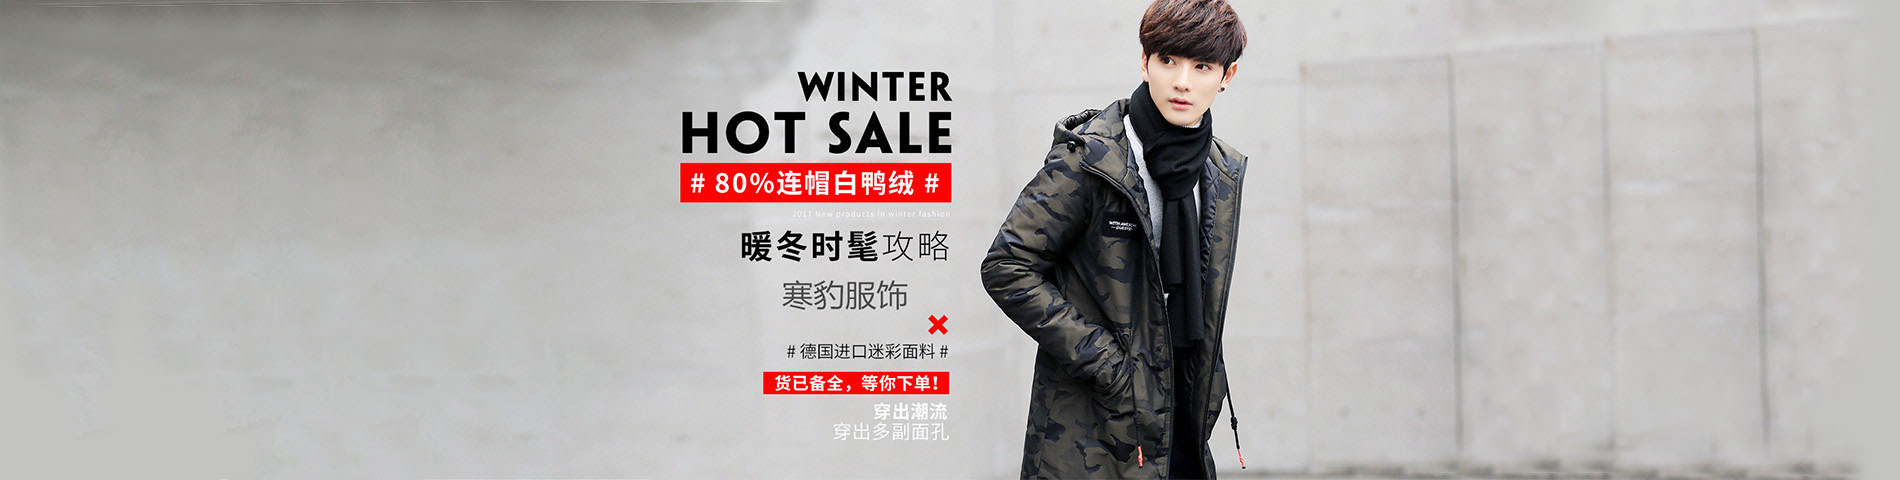 WINTER
HOT SALE
# 80%连帽白鸭绒 #
2017 New products in winter fashion
暖冬时髦攻略
寒豹服饰
# 德国进口迷彩面料 #
货已备全，等你下单！
穿出潮流
穿出多副面孔